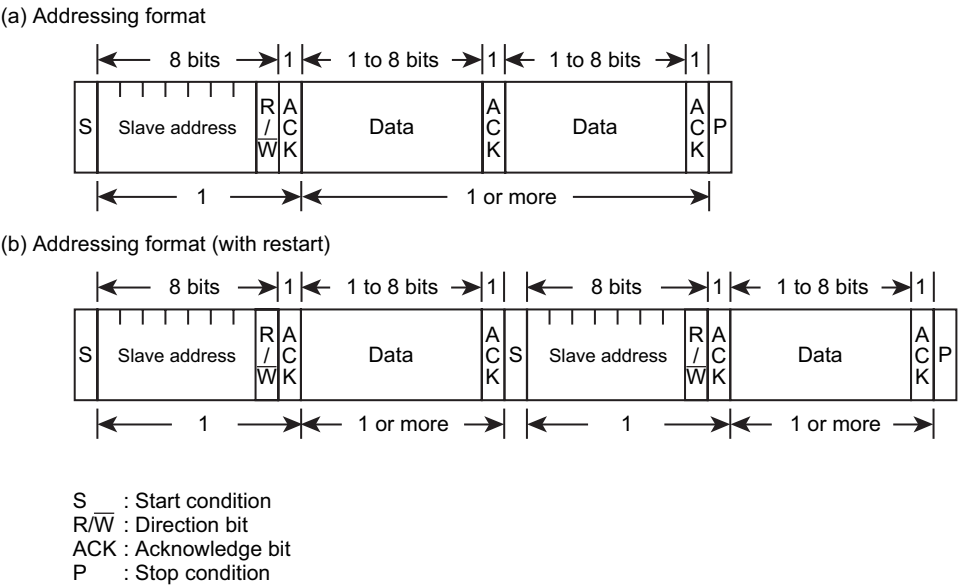 (a) Addressing format
8 bits 1 1 to 8 bits 1 1 to 8 bits 1
S Slave address R/W̅ ACK Data ACK Data ACK P
1 1 or more
(b) Addressing format (with restart)
8 bits 1 1 to 8 bits 1 8 bits 1 1 to 8 bits 1
S Slave address R/W̅ ACK Data ACK S Slave address R/W̅ ACK Data ACK P
1 1 or more 1 1 or more
S : Start condition
R/W̅ : Direction bit
ACK : Acknowledge bit
P : Stop condition